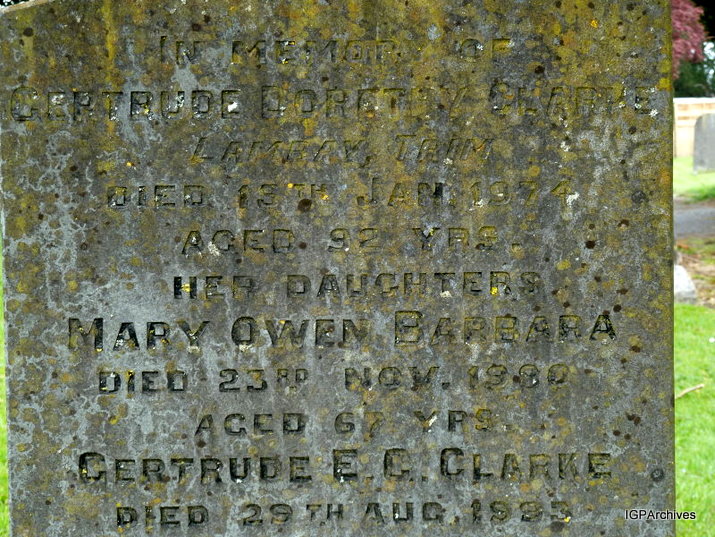 IN MEMORY OF
GERTRUDE DOROTHY CLARKE
LAMBAY, TRIM
DIED 13TH JAN. 1974
AGED 92 YRS.
HER DAUGHTERS
MARY OWEN BARBARA
DIED 23RD NOV. 1980
AGED 67 YRS.
GERTRUDE E. G. CLARKE
DIED 29TH AUG. 1993
IGPArchives